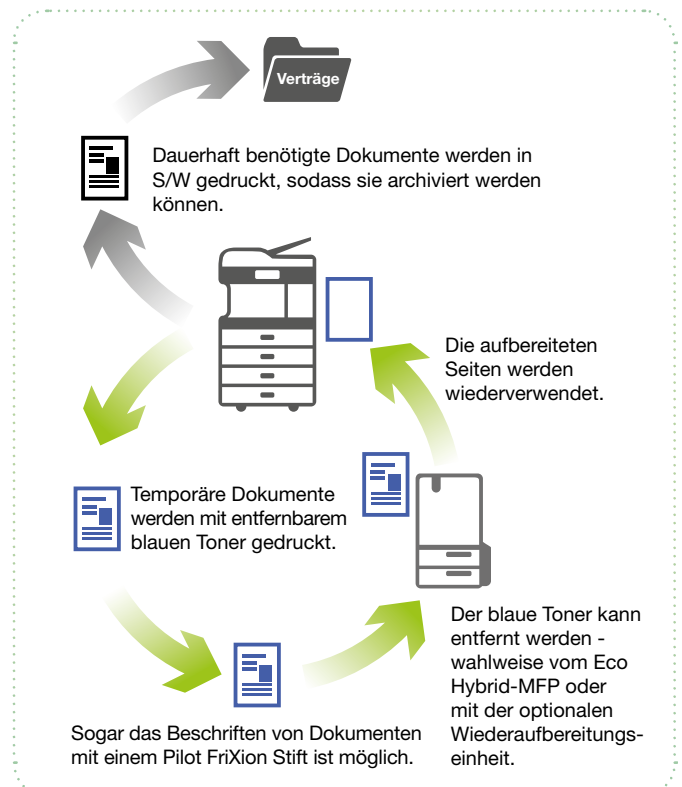 Verträge
Dauerhaft benötigte Dokumente werden in
S/W gedruckt, sodass sie archiviert werden
können.
Die aufbereiteten
Seiten werden
wiederverwendet.
Temporäre Dokumente
werden mit entfernbarem
blauen Toner gedruckt.
Der blaue Toner kann
entfernt werden -
wahlweise vom Eco
Hybrid-MFP oder
mit der optionalen
Wiederaufbereitungs-
einheit.
Sogar das Beschriften von Dokumenten
mit einem Pilot FriXion Stift ist möglich.